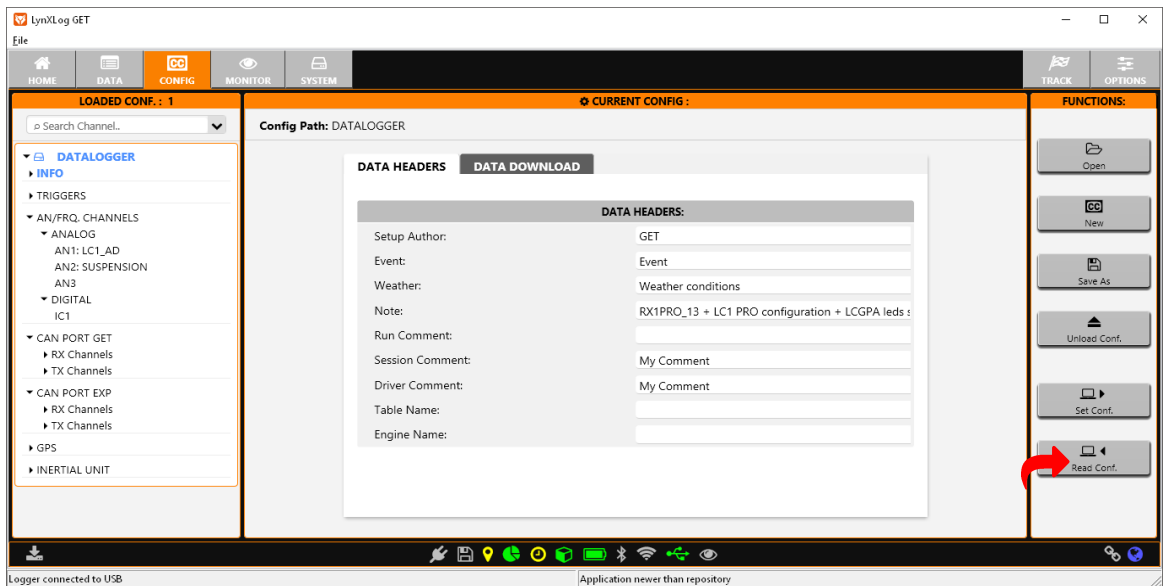 LynXLog GET
File
HOME
DATA
CC
CONFIG
MONITOR
SYSTEM
TRACK
OPTIONS
LOADED CONF. : 1
CURRENT CONFIG :
FUNCTIONS:
Search Channel..
Config Path: DATALOGGER
DATALOGGER
INFO
TRIGGERS
AN/FRQ. CHANNELS
ANALOG
AN1: LC1_AD
AN2: SUSPENSION
AN3
DIGITAL
IC1
CAN PORT GET
RX Channels
TX Channels
CAN PORT EXP
RX Channels
TX Channels
GPS
INERTIAL UNIT
DATA HEADERS
DATA DOWNLOAD
DATA HEADERS:
Setup Author: GET
Event: Event
Weather: Weather conditions
Note: RX1PRO_13 + LC1 PRO configuration + LCGPA leds s
Run Comment:
Session Comment: My Comment
Driver Comment: My Comment
Table Name:
Engine Name:
Open
CC
New
Save As
Unload Conf.
Set Conf.
Read Conf.
Logger connected to USB
Application newer than repository